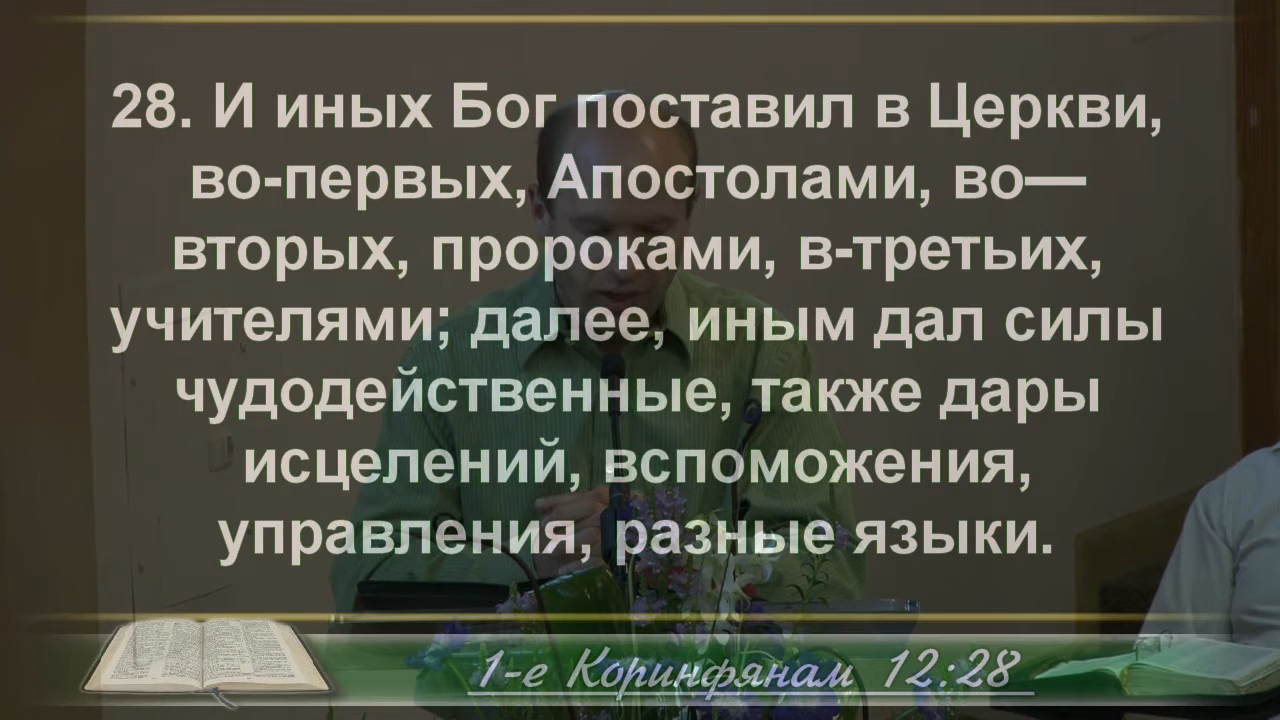 28. И иных Бог поставил в Церкви,
во-первых, Апостолами, во—
вторых, пророками, в-третьих,
учителями; далее, иным дал силы
чудодейственные, также дары
исцелений, вспоможения,
управления, разные языки.
1-е Коринфянам 12:28